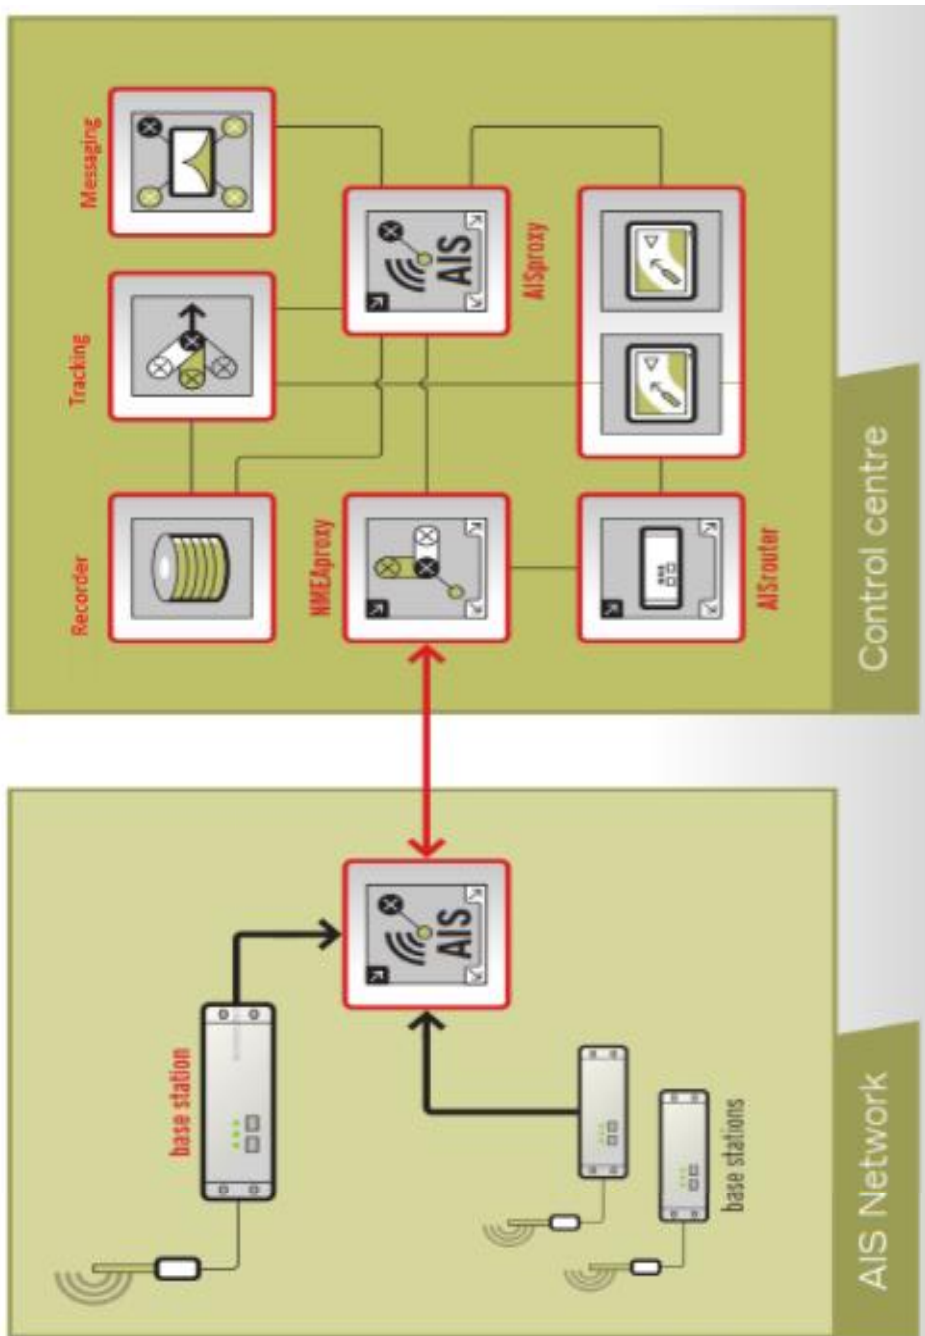 AIS Network
Control centre
base station
base stations
AIS
Recorder
Tracking
Messaging
NMEAproxy
AIS
AISproxy
AISrouter